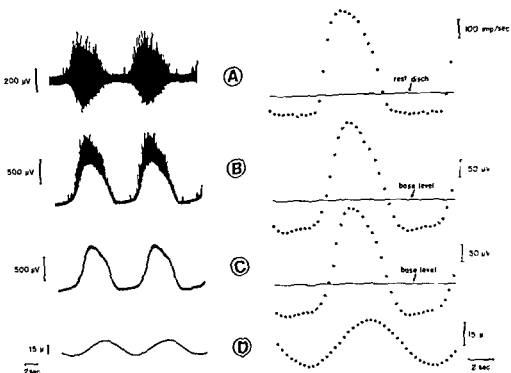 200 µV
A
100 imp/sec
rest disch
500 µV
B
50 µV
base level
500 µV
C
50 µV
base level
15 µ
2 sec
D
15 µ
2 sec